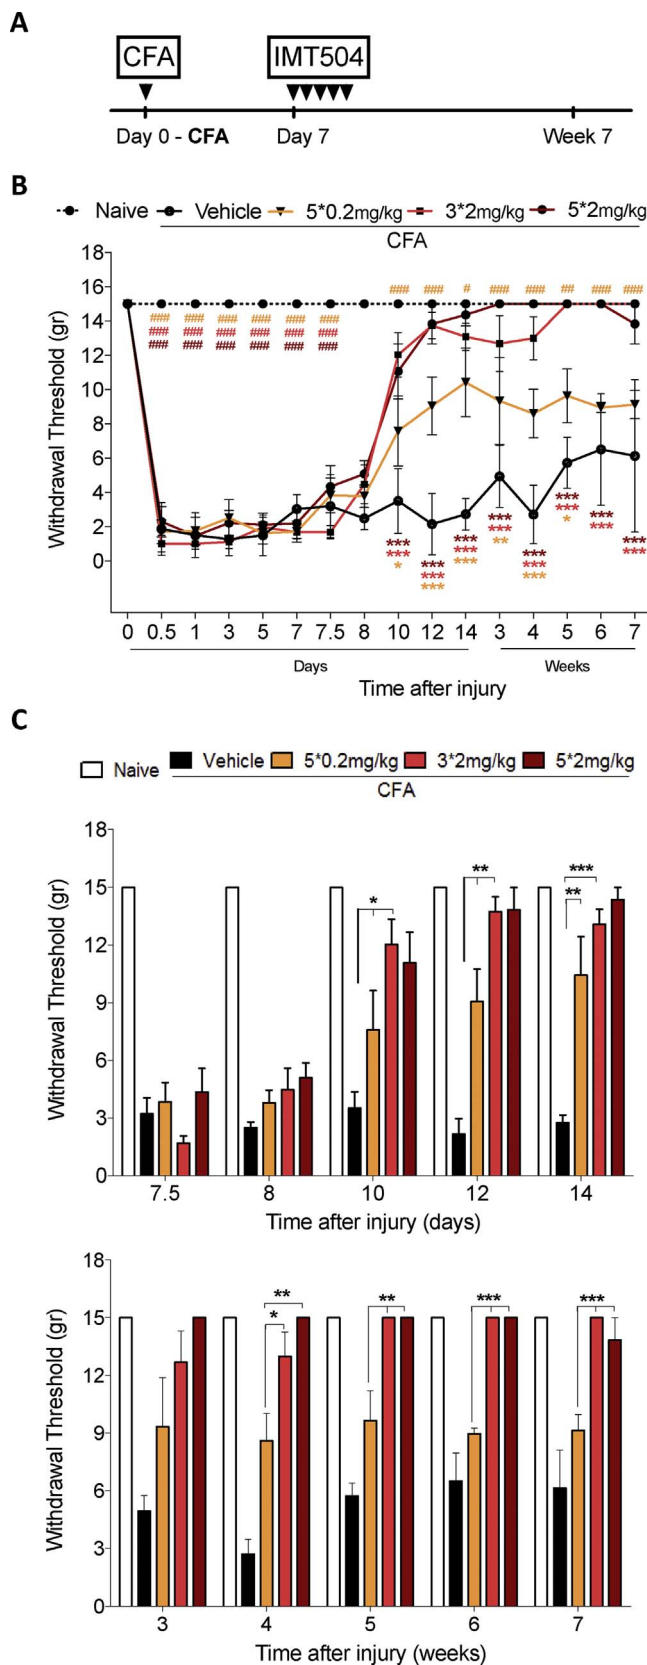 A
CFA
IMT504
Day 0 - CFA
Day 7
Week 7
B
Naive
Vehicle
5*0.2mg/kg
3*2mg/kg
5*2mg/kg
CFA
Withdrawal Threshold (gr)
18
16
14
12
10
8
6
4
2
0
### ### ### ### ### ### ### ### # ### ### ## ### ###
### ### ### ### ### ###
### ### ### ### ### ###
*** *** *** *** *** *** *** ***
*** *** *** *** *** *** *** ***
* *** *** ** *** *
0 0.5 1 3 5 7 7.5 8 10 12 14 3 4 5 6 7
Days
Weeks
Time after injury
C
Naive
Vehicle
5*0.2mg/kg
3*2mg/kg
5*2mg/kg
CFA
Withdrawal Threshold (gr)
18
15
12
9
6
3
0
*
**
***
**
7.5 8 10 12 14
Time after injury (days)
Withdrawal Threshold (gr)
18
15
12
9
6
3
0
**
*
**
***
***
3 4 5 6 7
Time after injury (weeks)